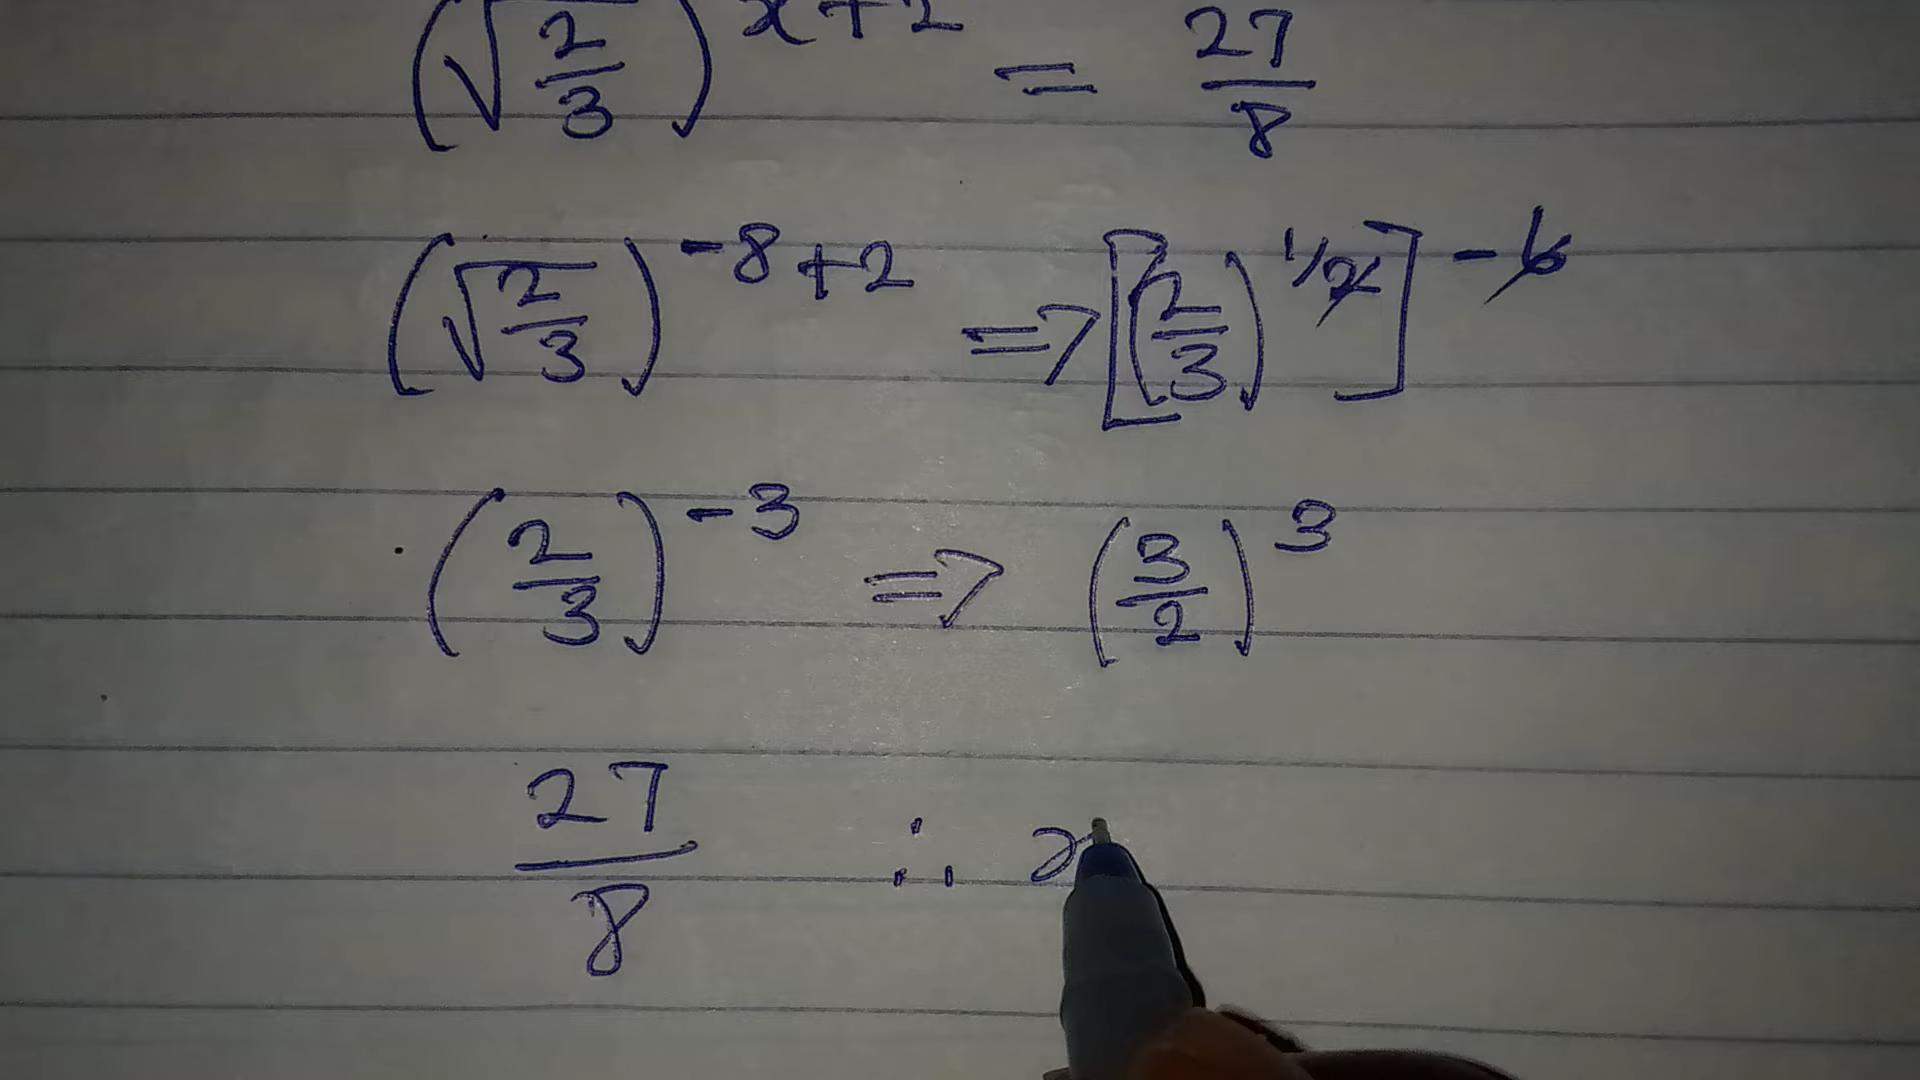 (√(2/3))^(x+2) = 27/8
(√(2/3))^(-8+2) => [(2/3)^(1/2)]^(-6)
(2/3)^(-3) => (3/2)^3
27/8 ∴ x